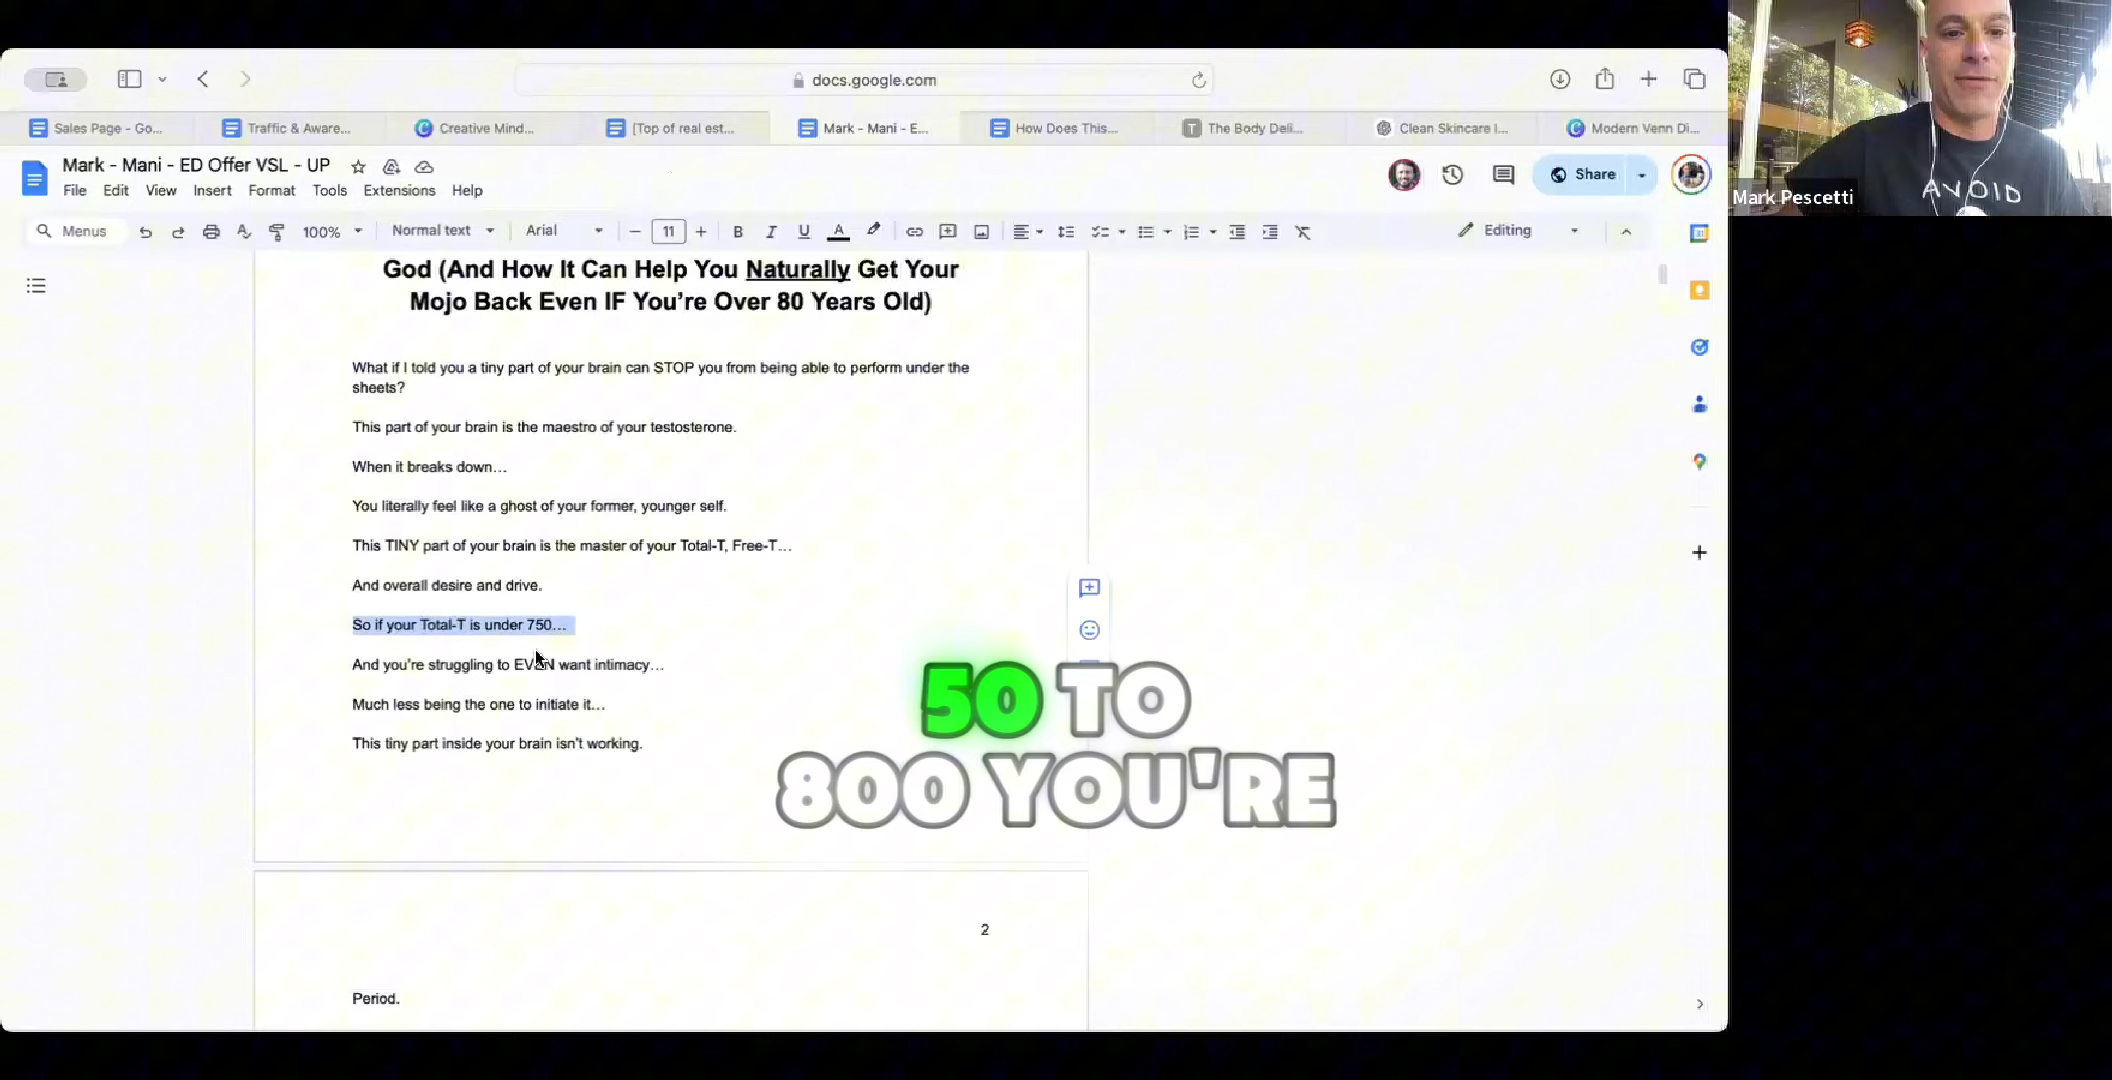 docs.google.com
Sales Page - Go...
Traffic & Aware...
Creative Mind...
[Top of real est...
Mark - Mani - E...
How Does This...
The Body Deli...
Clean Skincare I...
Modern Venn Di...
Mark - Mani - ED Offer VSL - UP
File Edit View Insert Format Tools Extensions Help
Share
Menus
100%
Normal text
Arial
11
Editing
God (And How It Can Help You Naturally Get Your
Mojo Back Even IF You’re Over 80 Years Old)
What if I told you a tiny part of your brain can STOP you from being able to perform under the
sheets?
This part of your brain is the maestro of your testosterone.
When it breaks down…
You literally feel like a ghost of your former, younger self.
This TINY part of your brain is the master of your Total-T, Free-T…
And overall desire and drive.
So if your Total-T is under 750…
And you’re struggling to EVEN want intimacy…
Much less being the one to initiate it…
This tiny part inside your brain isn’t working.
2
Period.
50 TO
800 YOU'RE
AVOID
Mark Pescetti